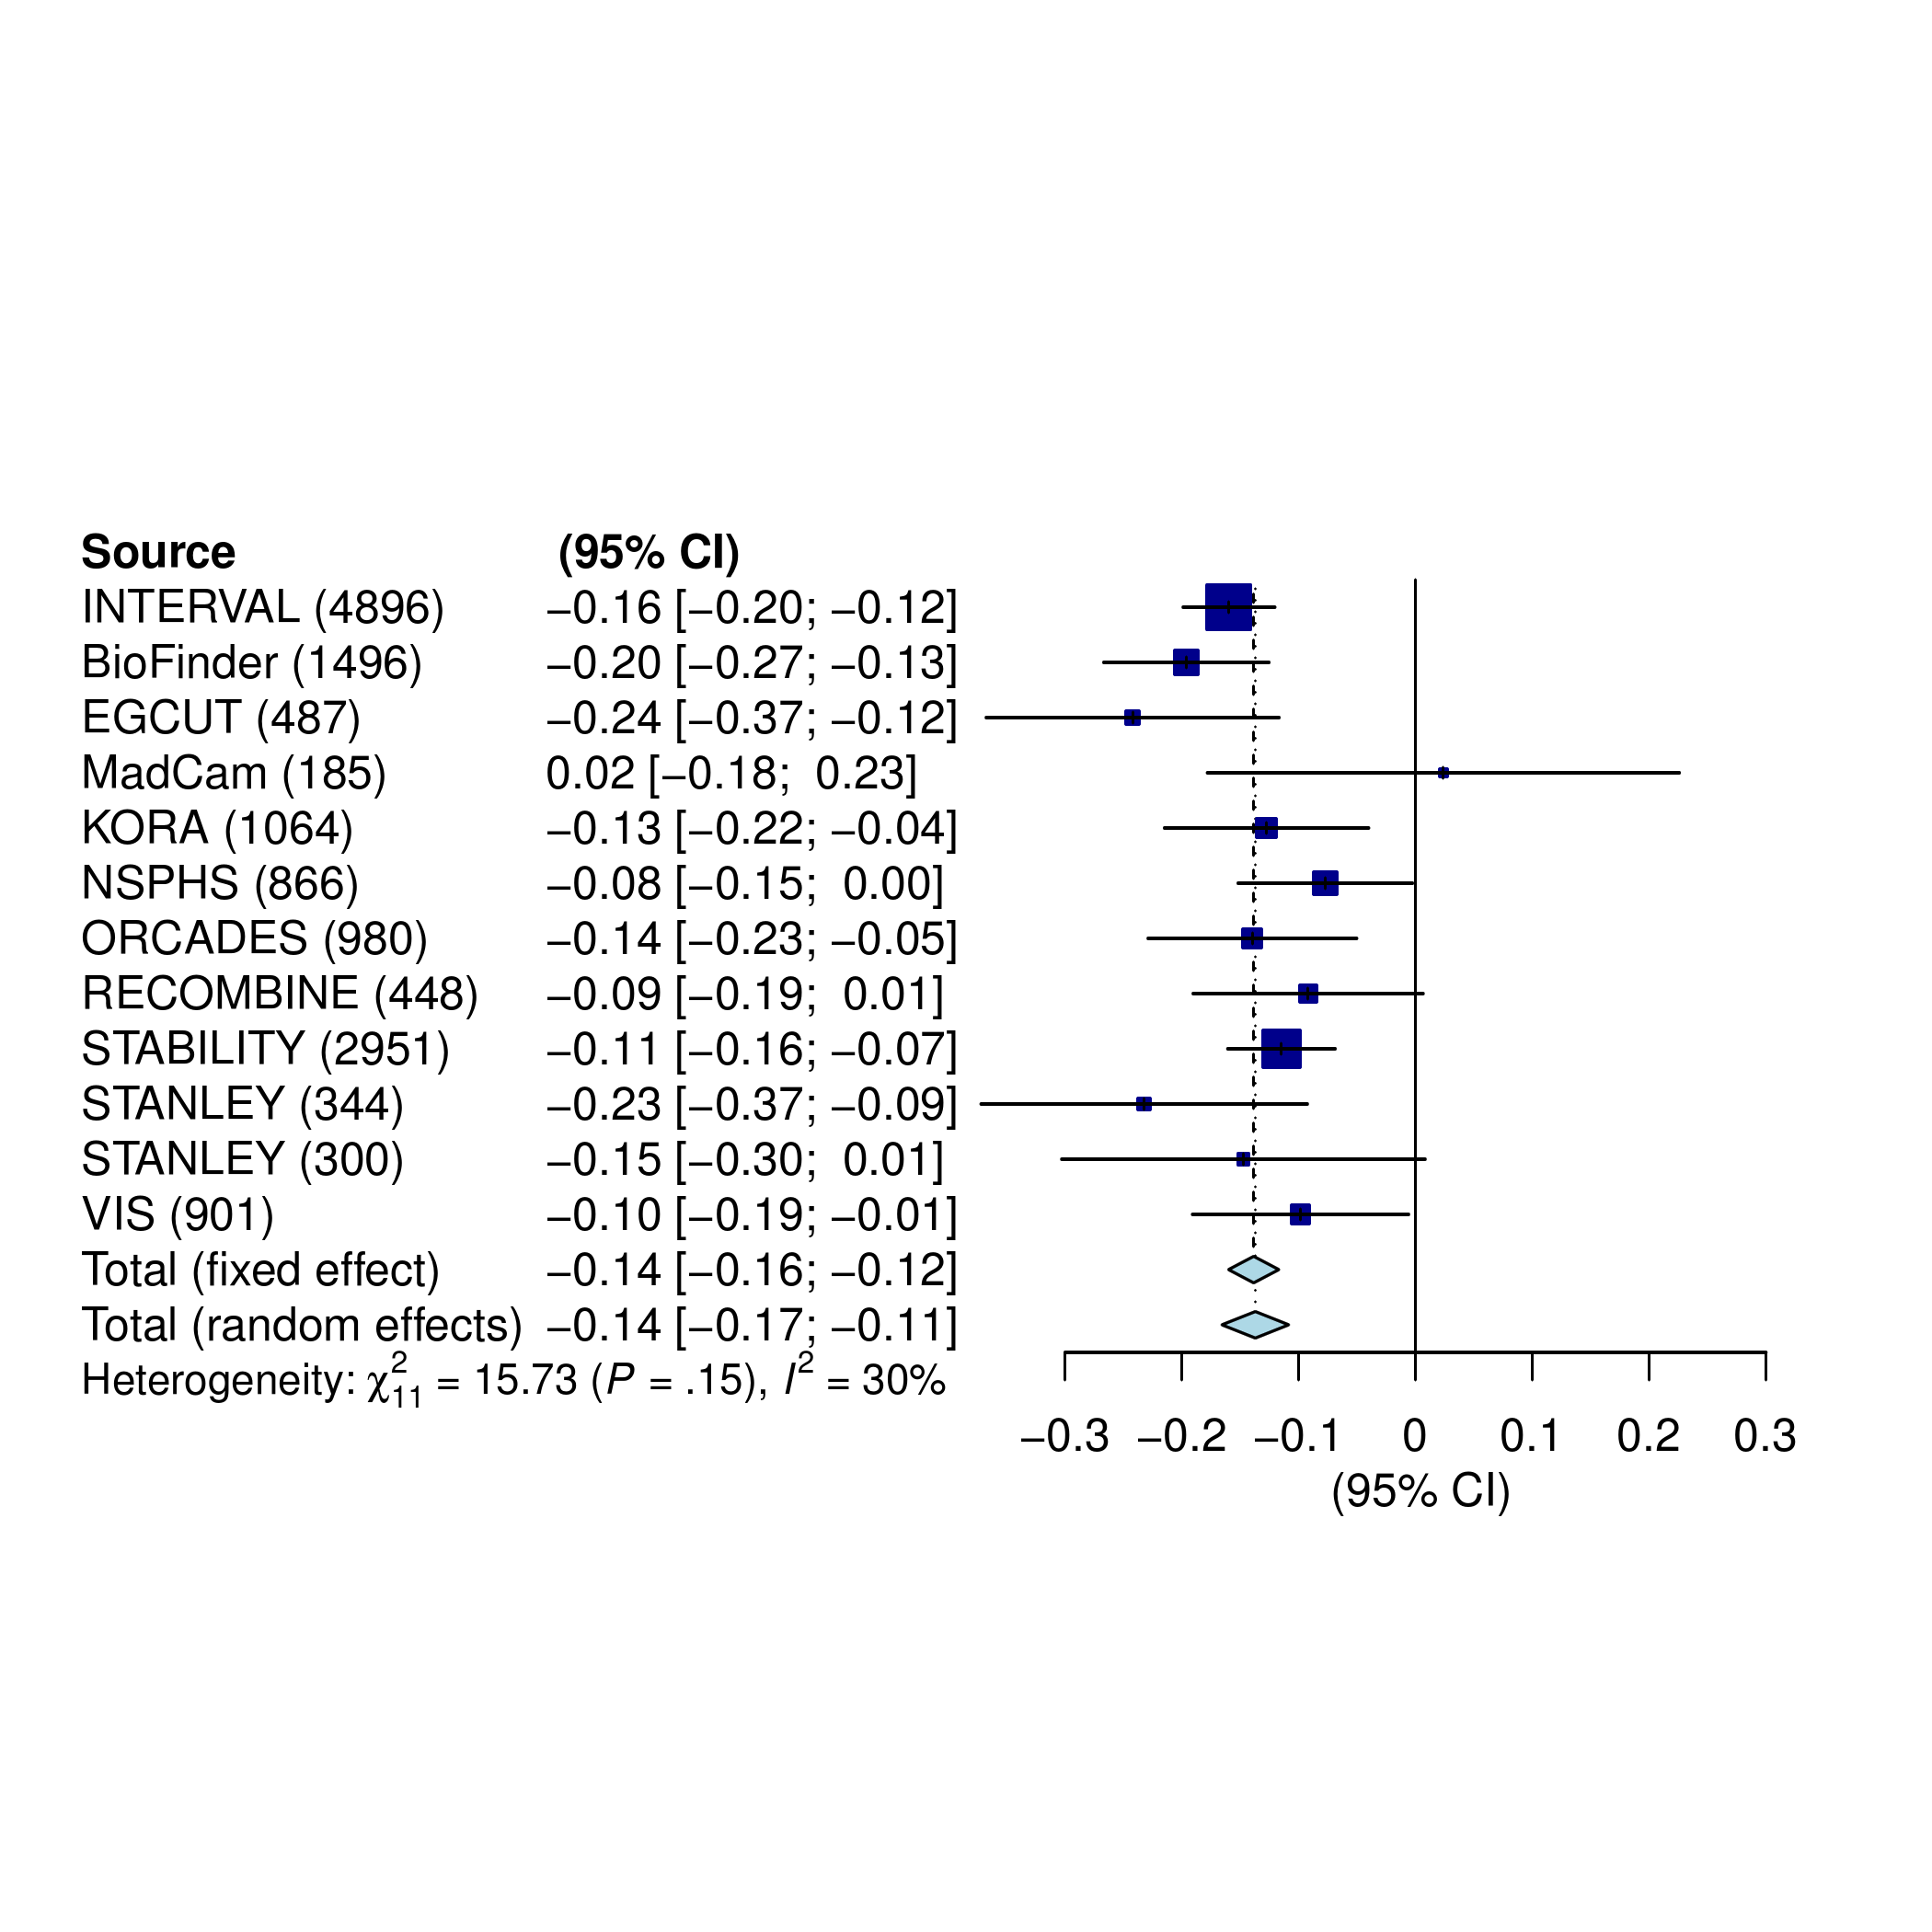 Source (95% CI)
INTERVAL (4896) −0.16 [−0.20; −0.12]
BioFinder (1496) −0.20 [−0.27; −0.13]
EGCUT (487) −0.24 [−0.37; −0.12]
MadCam (185) 0.02 [−0.18; 0.23]
KORA (1064) −0.13 [−0.22; −0.04]
NSPHS (866) −0.08 [−0.15; 0.00]
ORCADES (980) −0.14 [−0.23; −0.05]
RECOMBINE (448) −0.09 [−0.19; 0.01]
STABILITY (2951) −0.11 [−0.16; −0.07]
STANLEY (344) −0.23 [−0.37; −0.09]
STANLEY (300) −0.15 [−0.30; 0.01]
VIS (901) −0.10 [−0.19; −0.01]
Total (fixed effect) −0.14 [−0.16; −0.12]
Total (random effects) −0.14 [−0.17; −0.11]
Heterogeneity: χ²₁₁ = 15.73 (P = .15), I² = 30%
−0.3 −0.2 −0.1 0 0.1 0.2 0.3
(95% CI)